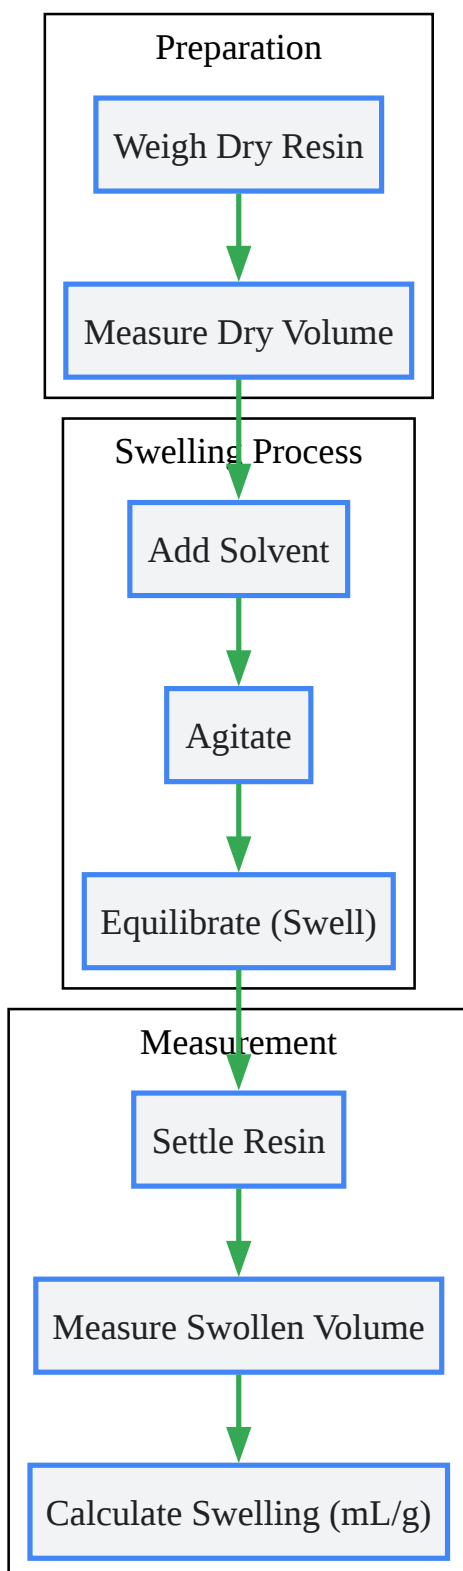 Preparation
Weigh Dry Resin
Measure Dry Volume
Swelling Process
Add Solvent
Agitate
Equilibrate (Swell)
Measurement
Settle Resin
Measure Swollen Volume
Calculate Swelling (mL/g)